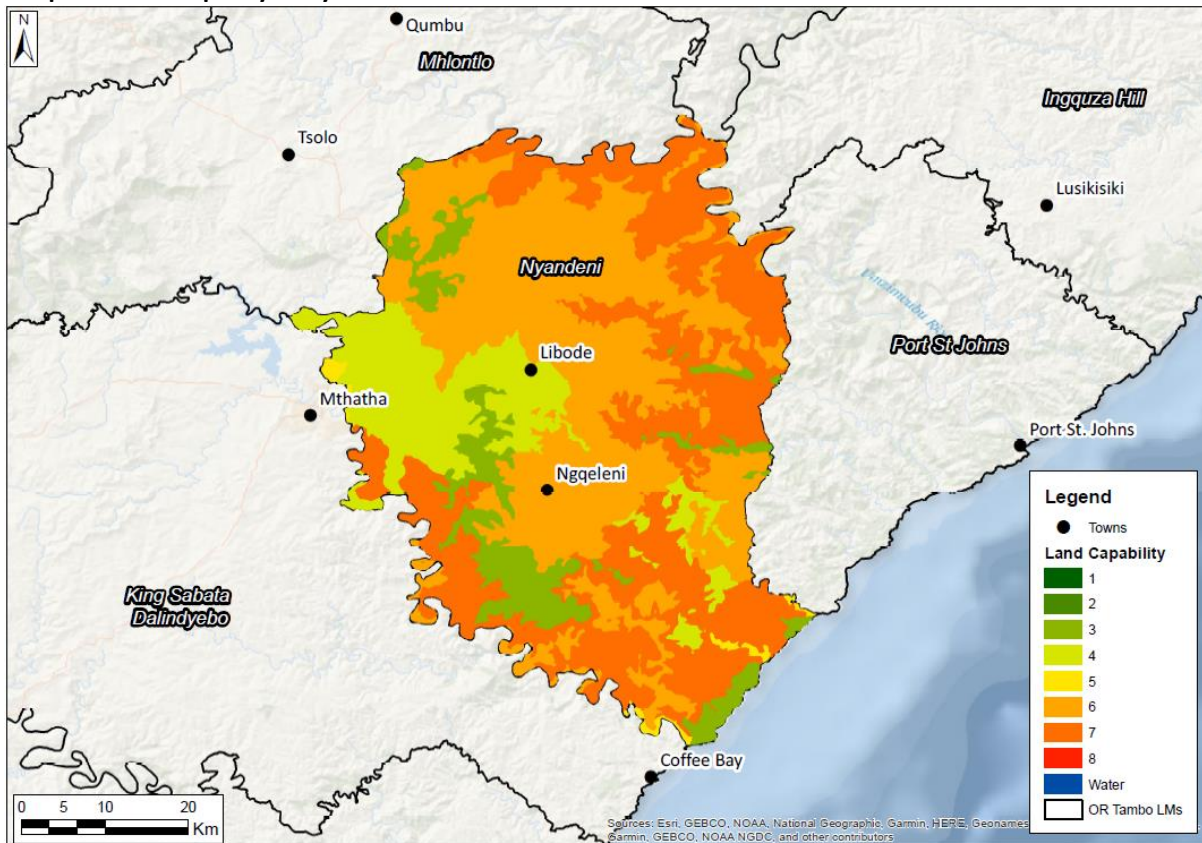 N
Qumbu
Mhlontlo
Ingquza Hill
Tsolo
Lusikisiki
Nyandeni
Port St Johns
Libode
Mthatha
Port St. Johns
Ngqeleni
King Sabata
Dalindyebo
Coffee Bay
Legend
Towns
Land Capability
1
2
3
4
5
6
7
8
Water
OR Tambo LMs
0 5 10 20
Km
Sources: Esri, GEBCO, NOAA, National Geographic, Garmin, HERE, Geonames
Garmin, GEBCO, NOAA NGDC, and other contributors